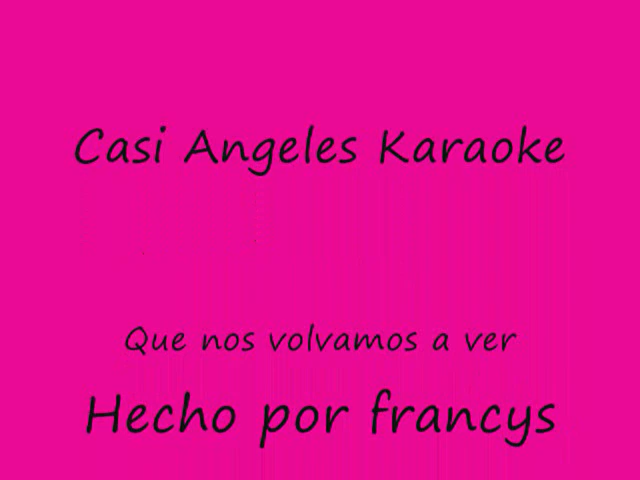 Casi Angeles Karaoke
Que nos volvamos a ver
Hecho por francys